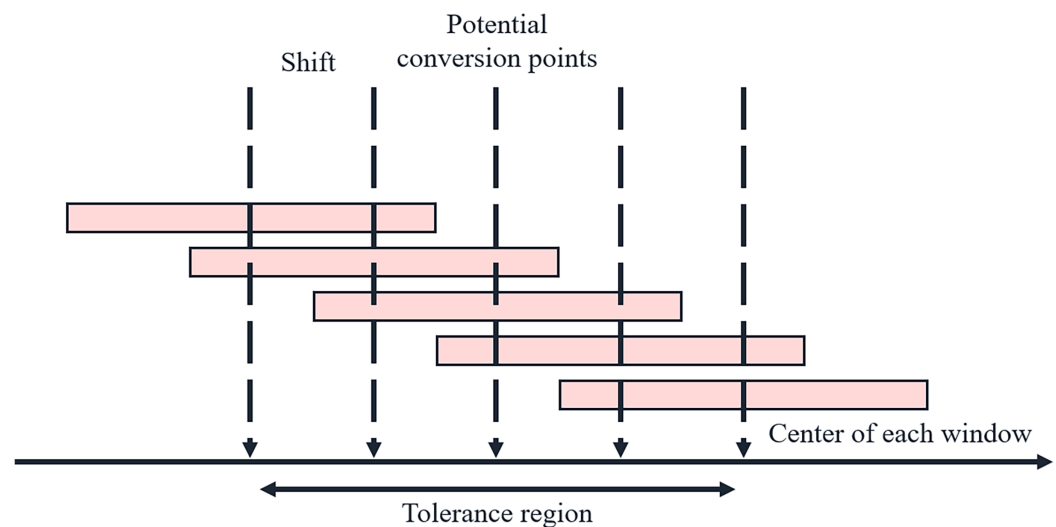 Potential
Shift
conversion points
Center of each window
Tolerance region